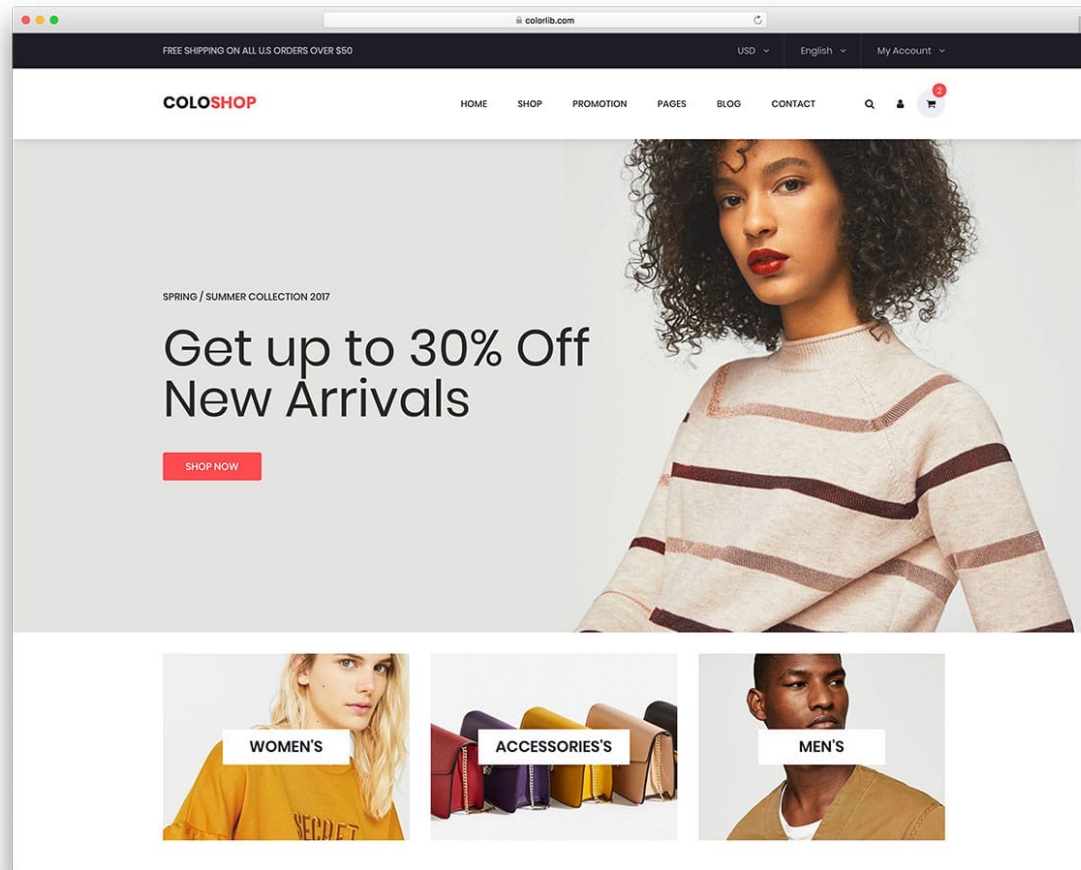 colorlib.com
FREE SHIPPING ON ALL U.S ORDERS OVER $50
USD
English
My Account
COLOSHOP
HOME
SHOP
PROMOTION
PAGES
BLOG
CONTACT
2
SPRING / SUMMER COLLECTION 2017
Get up to 30% Off
New Arrivals
SHOP NOW
WOMEN'S
ACCESSORIES'S
MEN'S
SECRET